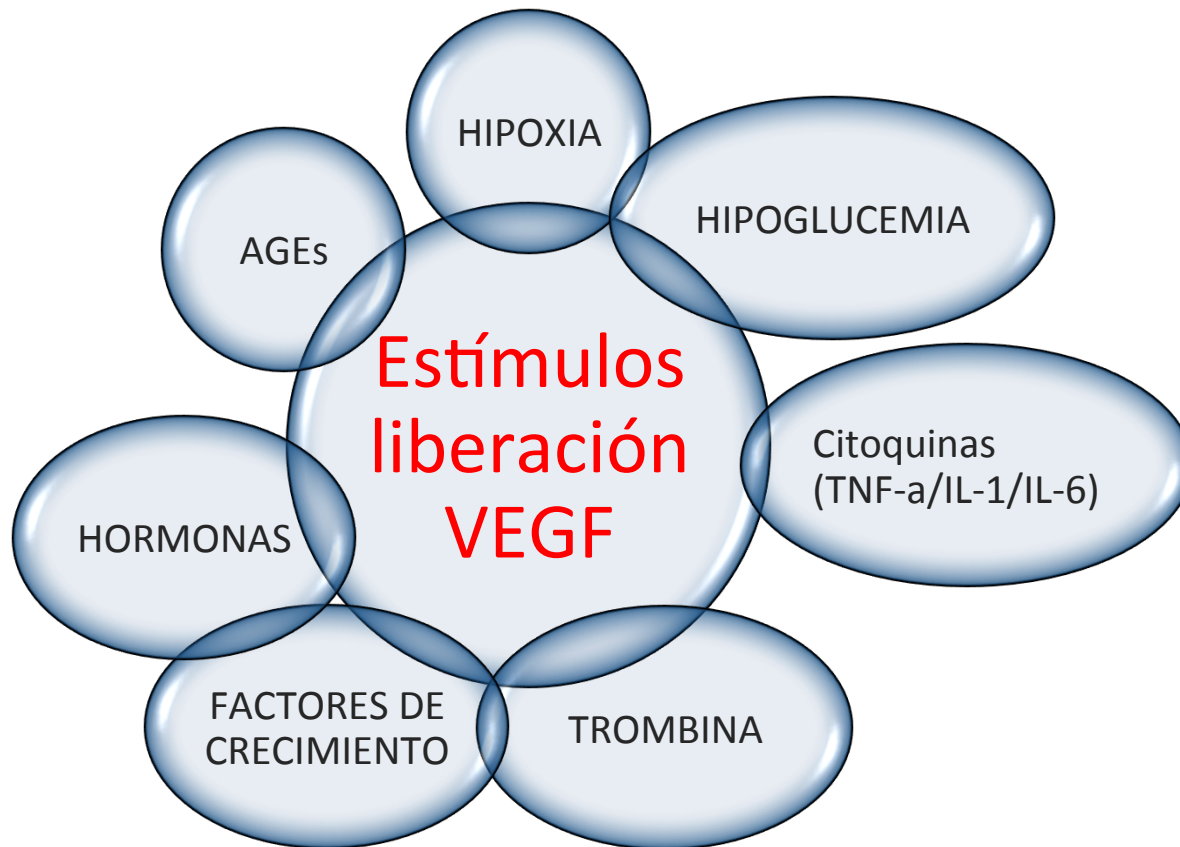 HIPOXIA
HIPOGLUCEMIA
AGEs
Estímulos
liberación
VEGF
Citoquinas
(TNF-a/IL-1/IL-6)
HORMONAS
FACTORES DE
CRECIMIENTO
TROMBINA